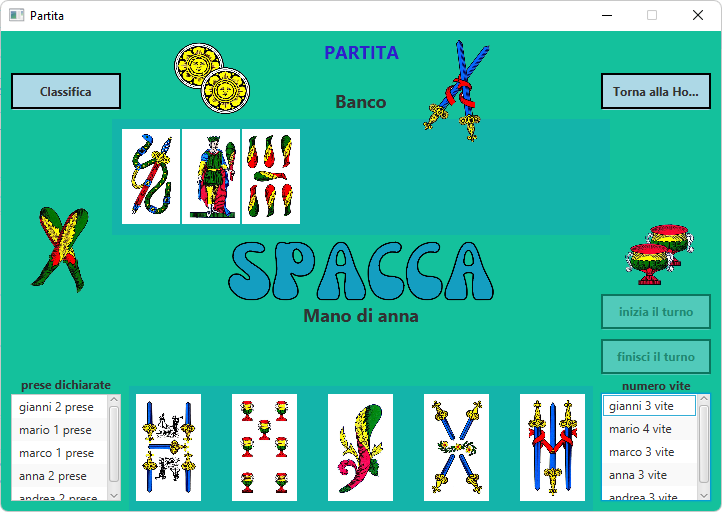 Partita
PARTITA
Classifica
Banco
Torna alla Ho...
SPACCA
Mano di anna
inizia il turno
finisci il turno
prese dichiarate
gianni 2 prese
mario 1 prese
marco 1 prese
anna 2 prese
andrea 2 prese
numero vite
gianni 3 vite
mario 4 vite
marco 3 vite
anna 3 vite
andrea 3 vite